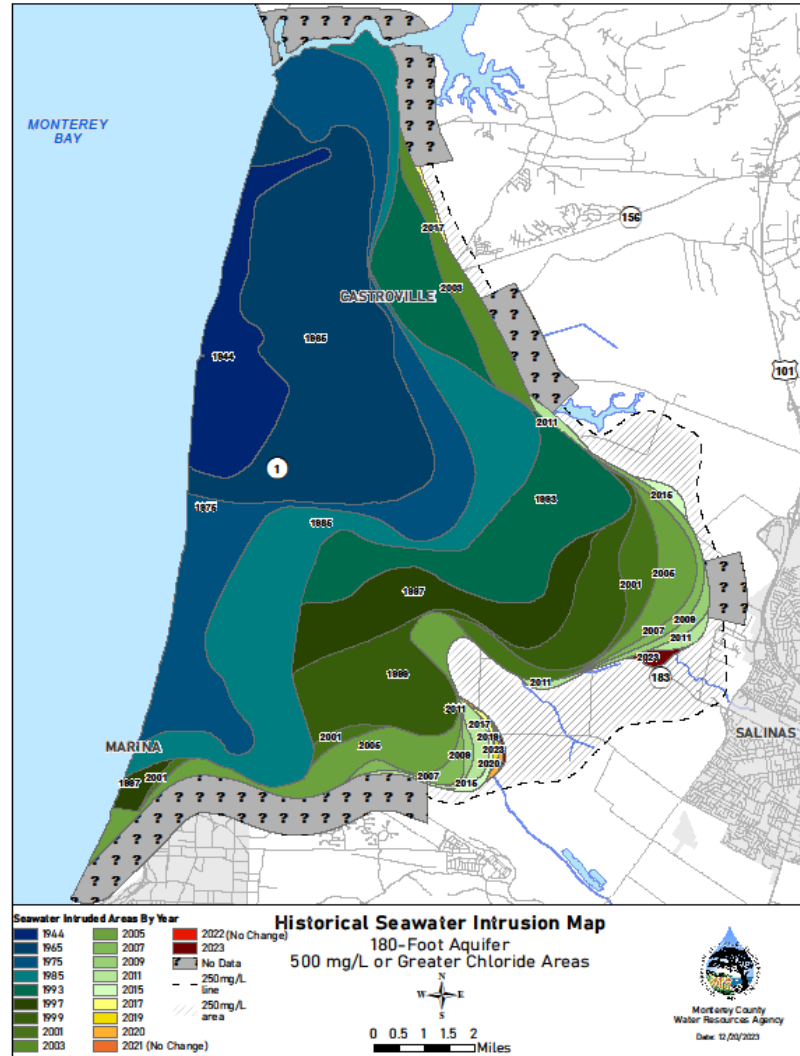 MONTEREY
BAY
156
2017
CASTROVILLE
2003
1965
1944
101
2011
1
1993
2015
1975
1985
1997
2001
2005
2009
2007
2011
2023
2011
183
1999
2011
2017
SALINAS
2001
2005
2019
MARINA
2009
2023
2020
1997
2001
2007
2015
Seawater Intruded Areas By Year
1944
1965
1975
1985
1993
1997
1999
2001
2003
2005
2007
2009
2011
2015
2017
2019
2020
2021 (No Change)
2022 (No Change)
2023
No Data
250mg/L
line
250mg/L
area
Historical Seawater Intrusion Map
180-Foot Aquifer
500 mg/L or Greater Chloride Areas
N
W E
S
0 0.5 1 1.5 2
Miles
Monterey County
Water Resources Agency
Date: 12/20/2023